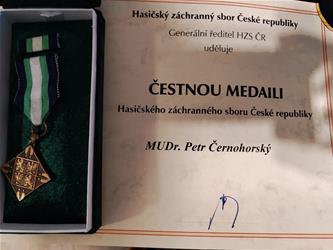 Hasičský záchranný sbor České republiky
Generální ředitel HZS ČR
uděluje
ČESTNOU MEDAILI
Hasičského záchranného sboru České republiky
MUDr. Petr Černohorský